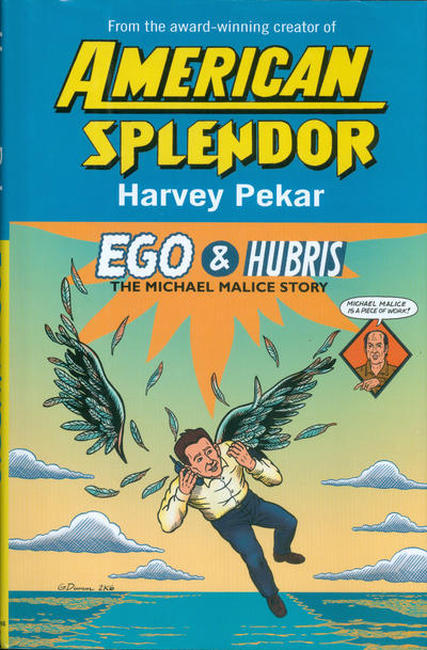 From the award-winning creator of
AMERICAN
SPLENDOR
Harvey Pekar
EGO & HUBRIS
THE MICHAEL MALICE STORY
MICHAEL MALICE
IS A PIECE OF WORK!
G. Dumm 2K6